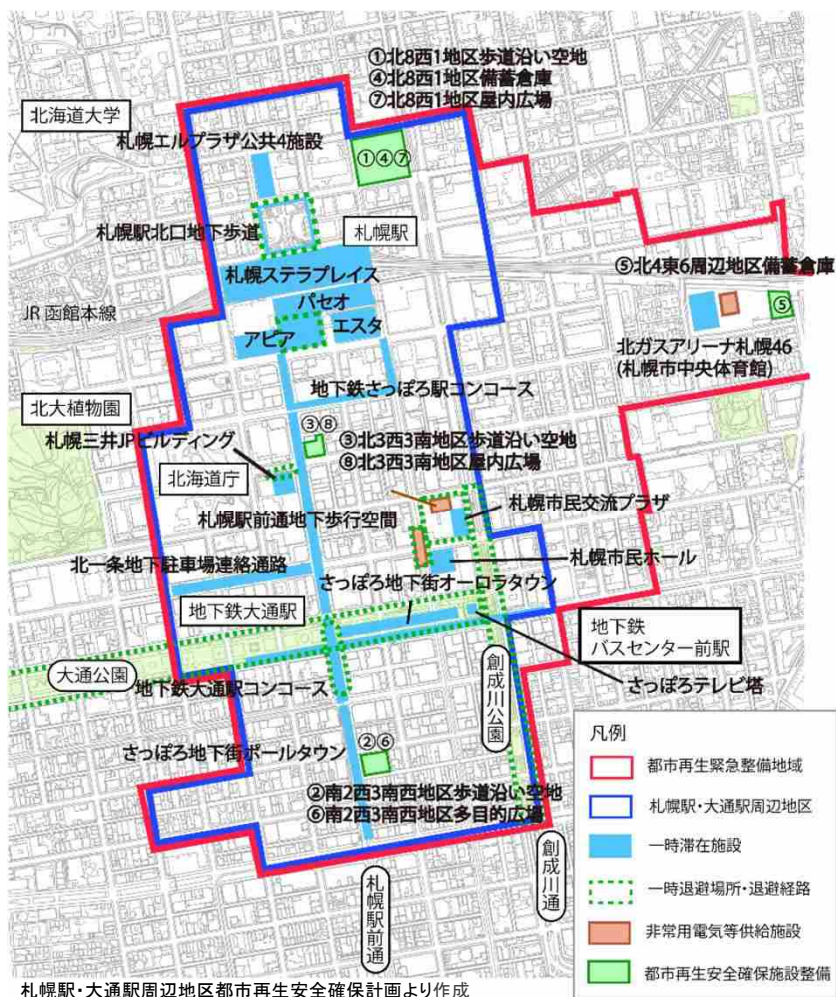 ①北8西1地区歩道沿い空地
④北8西1地区備蓄倉庫
⑦北8西1地区屋内広場
北海道大学
札幌エルプラザ公共4施設
①④⑦
札幌駅北口地下歩道
札幌駅
札幌ステラプレイス
⑤北4東6周辺地区備蓄倉庫
パセオ
JR函館本線
アピア
エスタ
⑤
北ガスアリーナ札幌46
(札幌市中央体育館)
地下鉄さっぽろ駅コンコース
北大植物園
③⑧
札幌三井JPビルディング
③北3西3南地区歩道沿い空地
⑧北3西3南地区屋内広場
北海道庁
札幌市民交流プラザ
札幌駅前通地下歩行空間
北一条地下駐車場連絡通路
札幌市民ホール
さっぽろ地下街オーロラタウン
地下鉄大通駅
地下鉄
バスセンター前駅
大通公園
創成川公園
地下鉄大通駅コンコース
さっぽろテレビ塔
さっぽろ地下街ポールタウン
②⑥
②南2西3南西地区歩道沿い空地
⑥南2西3南西地区多目的広場
札幌駅前通
創成川通
凡例
都市再生緊急整備地域
札幌駅・大通駅周辺地区
一時滞在施設
一時退避場所・退避経路
非常用電気等供給施設
都市再生安全確保施設整備
札幌駅・大通駅周辺地区都市再生安全確保計画より作成